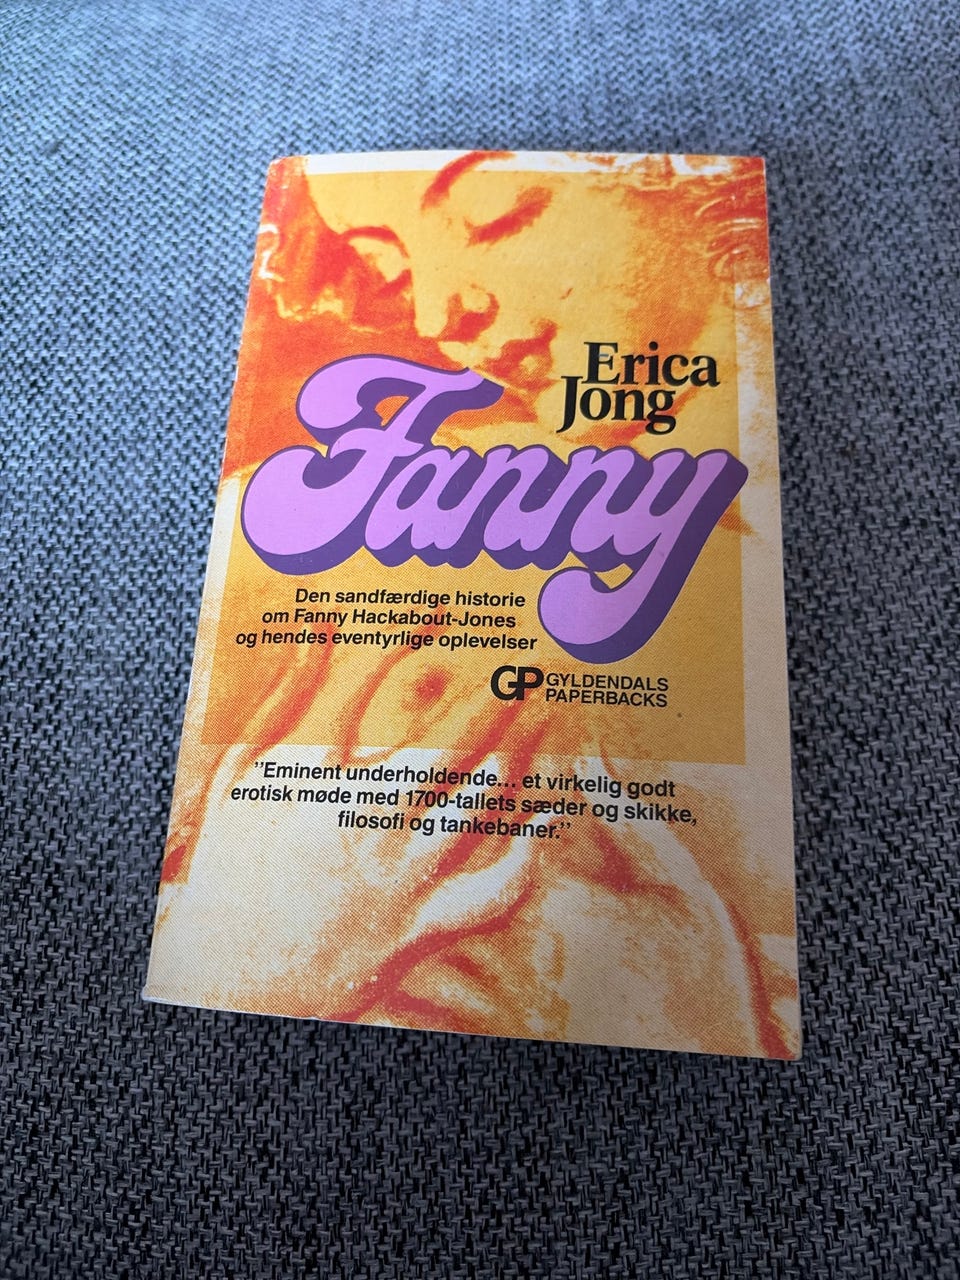 Erica
Jong
Fanny
Den sandfærdige historie
om Fanny Hackabout-Jones
og hendes eventyrlige oplevelser
GP GYLDENDALS
PAPERBACKS
”Eminent underholdende... et virkelig godt
erotisk møde med 1700-tallets sæder og skikke,
filosofi og tankebaner.”